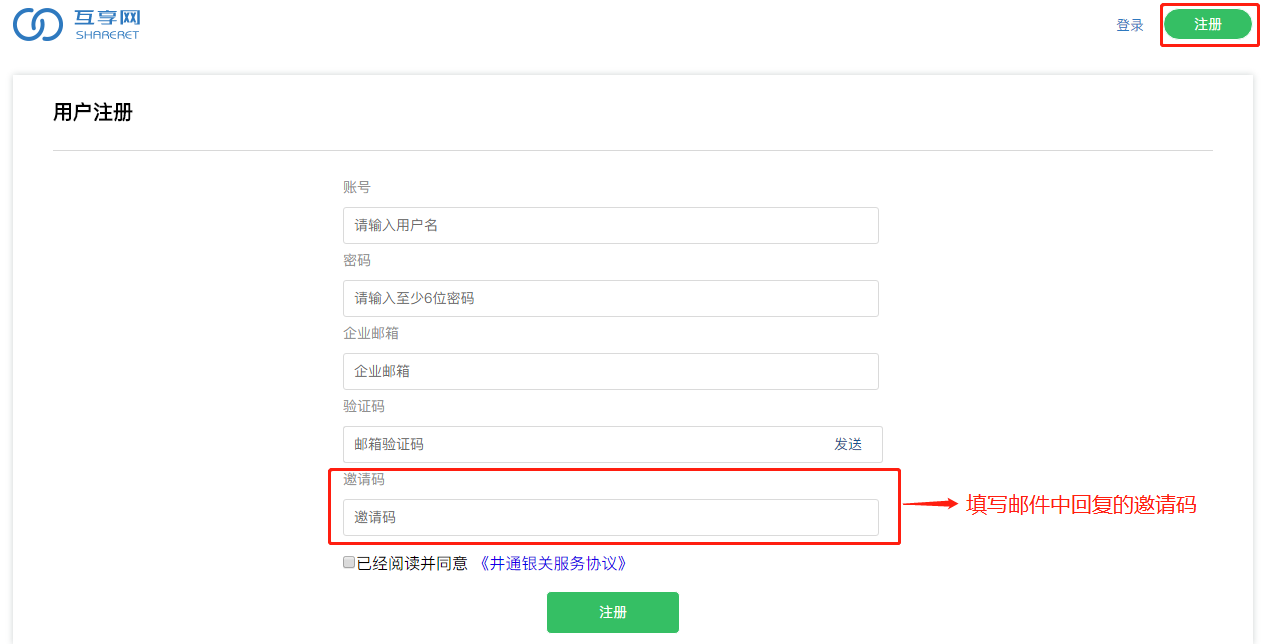 互享网
SHARERET
登录
注册
用户注册
账号
请输入用户名
密码
请输入至少6位密码
企业邮箱
企业邮箱
验证码
邮箱验证码
发送
邀请码
邀请码
填写邮件中回复的邀请码
已经阅读并同意 《井通银关服务协议》
注册